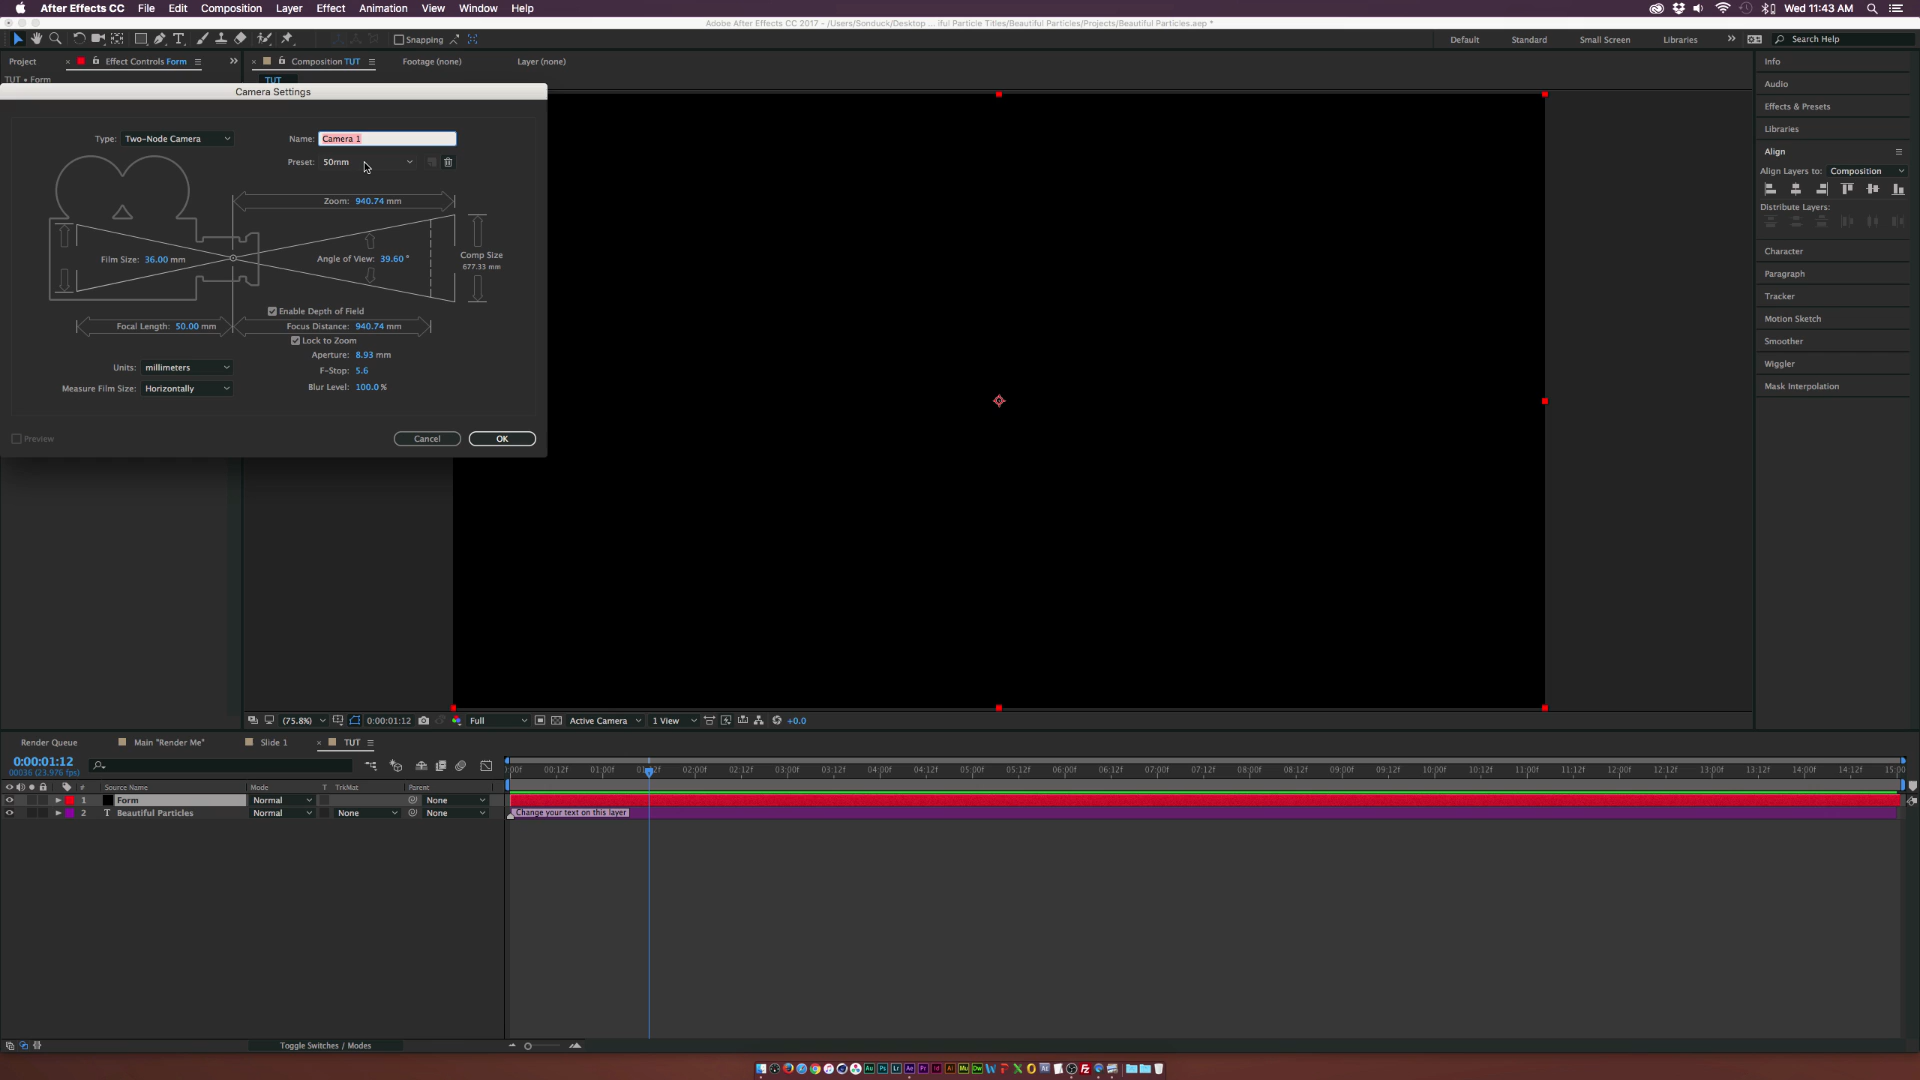 After Effects CC File Edit Composition Layer Effect Animation View Window Help Wed 11:43 AM
Adobe After Effects CC 2017 - /Users/Sonduck/Desktop ... iful Particle Titles/Beautiful Particles/Projects/Beautiful Particles.aep *
Snapping Default Standard Small Screen Libraries Search Help
Project Effect Controls Form Composition TUT Footage (none) Layer (none) Info
TUT • Form TUT
Audio
Camera Settings
Effects & Presets
Libraries
Type: Two-Node Camera Name: Camera 1
Align
Preset: 50mm
Align Layers to: Composition
Zoom: 940.74 mm
Distribute Layers:
Film Size: 36.00 mm Angle of View: 39.60 ° Comp Size
677.33 mm
Character
Paragraph
Tracker
Enable Depth of Field
Motion Sketch
Focal Length: 50.00 mm Focus Distance: 940.74 mm
Lock to Zoom
Smoother
Aperture: 8.93 mm
Wiggler
Units: millimeters F-Stop: 5.6
Measure Film Size: Horizontally Blur Level: 100.0 %
Mask Interpolation
Preview Cancel OK
(75.8%) 0:00:01:12 Full Active Camera 1 View +0.0
Render Queue Main "Render Me" Slide 1 TUT
0:00:01:12
00036 (23.976 fps)
:00f 00:12f 01:00f 02:00f 02:12f 03:00f 03:12f 04:00f 04:12f 05:00f 05:12f 06:00f 06:12f 07:00f 07:12f 08:00f 08:12f 09:00f 09:12f 10:00f 10:12f 11:00f 11:12f 12:00f 12:12f 13:00f 13:12f 14:00f 14:12f 15:00
# Source Name Mode T TrkMat Parent
1 Form Normal None
2 T Beautiful Particles Normal None None Change your text on this layer
Toggle Switches / Modes